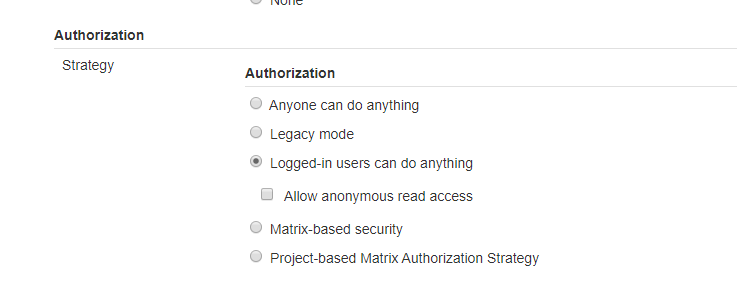 None
Authorization
Strategy
Authorization
Anyone can do anything
Legacy mode
Logged-in users can do anything
Allow anonymous read access
Matrix-based security
Project-based Matrix Authorization Strategy